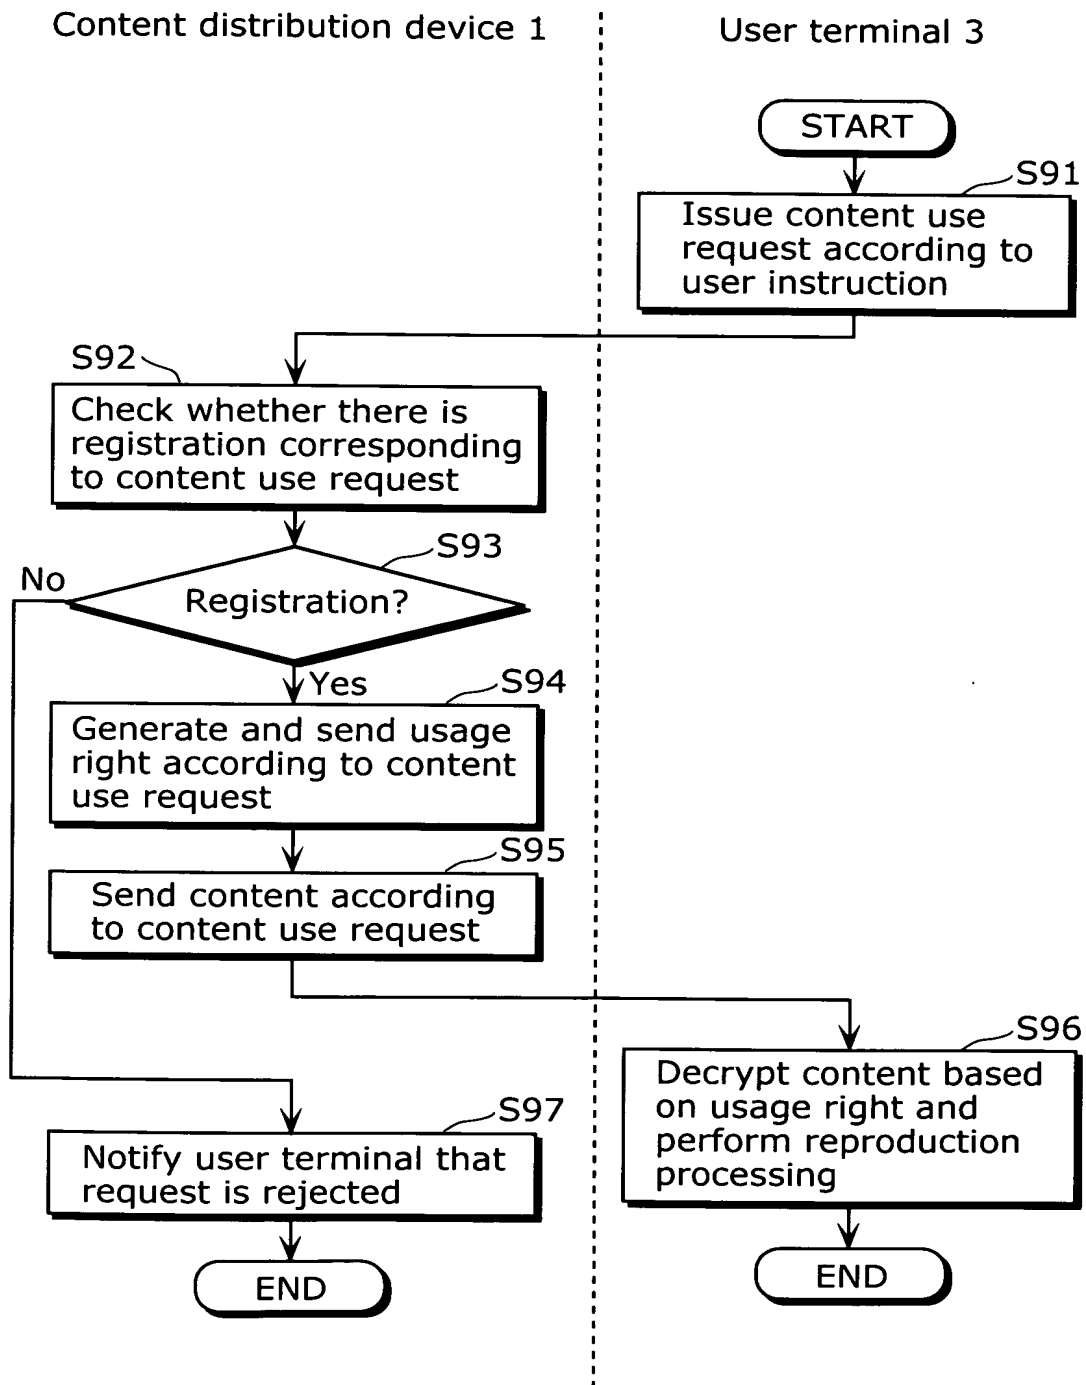 Content distribution device 1
User terminal 3
START
S91
Issue content use
request according to
user instruction
S92
Check whether there is
registration corresponding
to content use request
S93
No
Registration?
Yes
S94
Generate and send usage
right according to content
use request
S95
Send content according
to content use request
S96
Decrypt content based
on usage right and
perform reproduction
processing
S97
Notify user terminal that
request is rejected
END
END